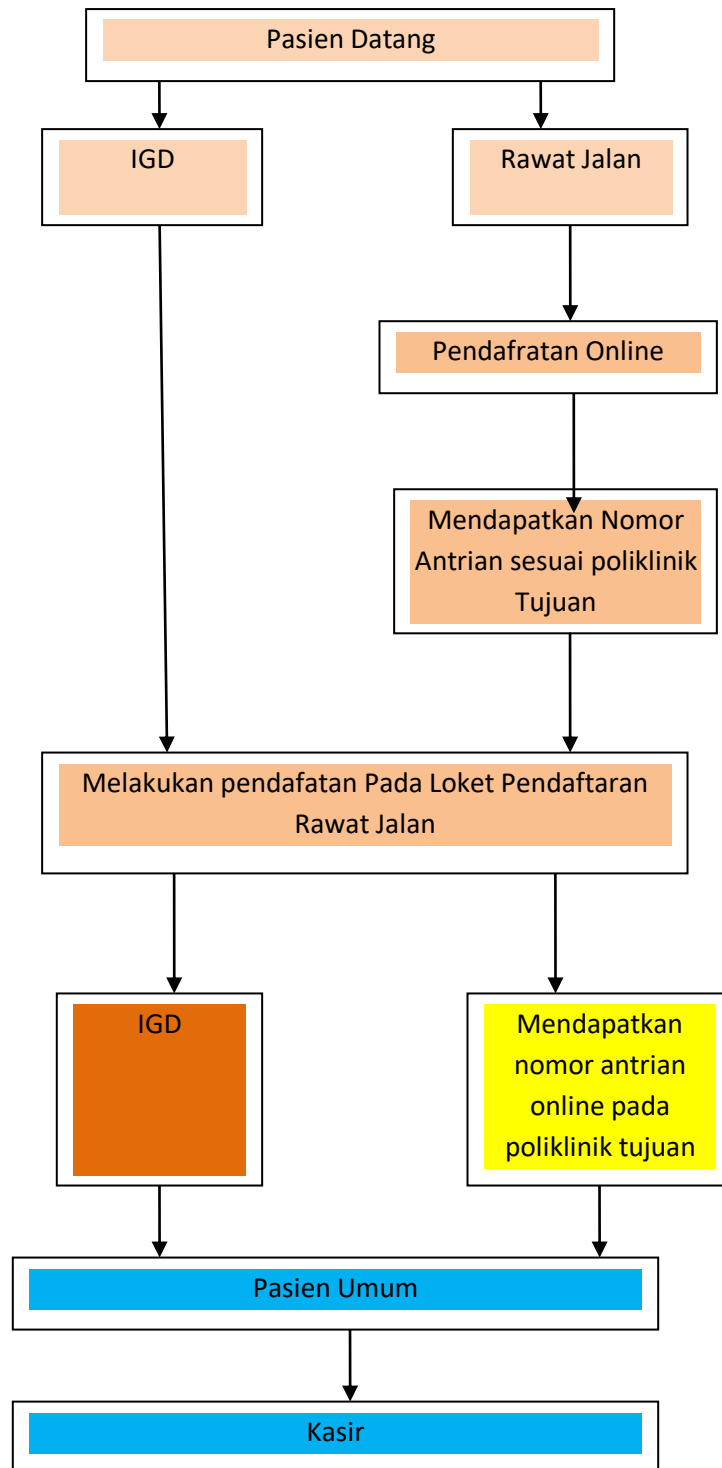 Pasien Datang
IGD
Rawat Jalan
Pendafratan Online
Mendapatkan Nomor
Antrian sesuai poliklinik
Tujuan
Melakukan pendafatan Pada Loket Pendaftaran
Rawat Jalan
IGD
Mendapatkan
nomor antrian
online pada
poliklinik tujuan
Pasien Umum
Kasir